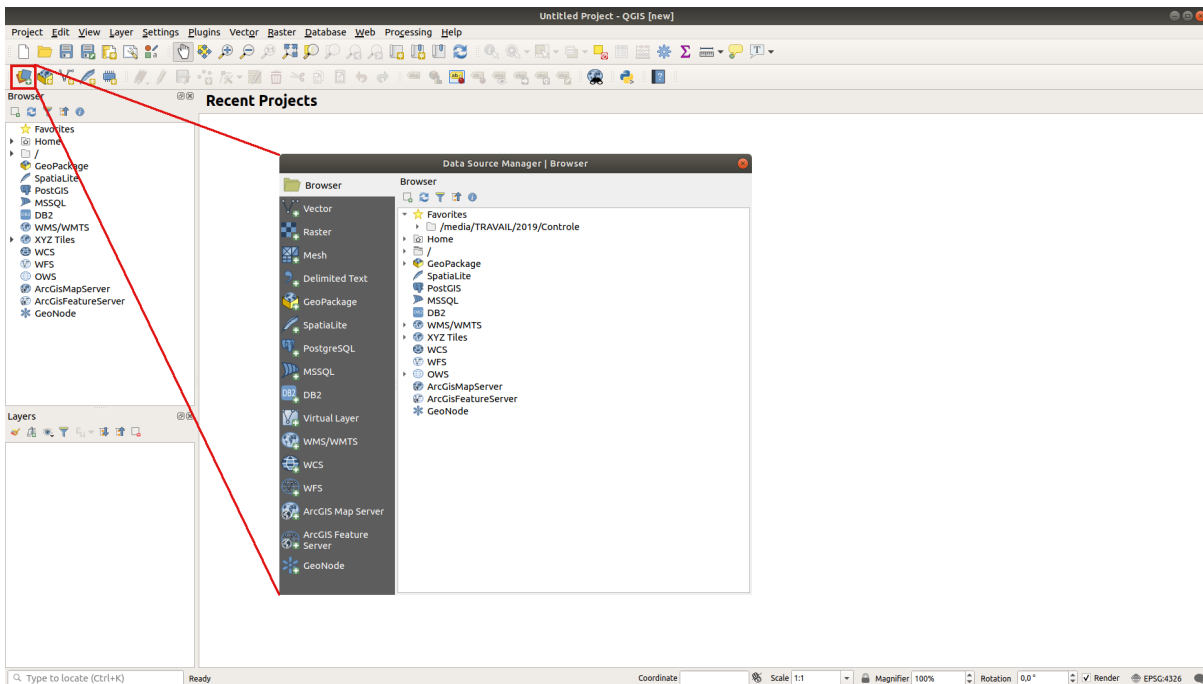 Untitled Project - QGIS [new]
Project Edit View Layer Settings Plugins Vector Raster Database Web Processing Help
Browser
Favorites
Home
/
GeoPackage
SpatiaLite
PostGIS
MSSQL
DB2
WMS/WMTS
XYZ Tiles
WCS
WFS
OWS
ArcGisMapServer
ArcGisFeatureServer
GeoNode
Layers
Recent Projects
Data Source Manager | Browser
Browser
Vector
Raster
Mesh
Delimited Text
GeoPackage
SpatiaLite
PostgreSQL
MSSQL
DB2
DB2
Virtual Layer
WMS/WMTS
WCS
WFS
ArcGIS Map Server
ArcGIS Feature
Server
GeoNode
Browser
Favorites
/media/TRAVAIL/2019/Controle
Home
/
GeoPackage
SpatiaLite
PostGIS
MSSQL
DB2
WMS/WMTS
XYZ Tiles
WCS
WFS
OWS
ArcGisMapServer
ArcGisFeatureServer
GeoNode
Type to locate (Ctrl+K) Ready Coordinate Scale 1:1 Magnifier 100% Rotation 0,0 ° Render EPSG:4326